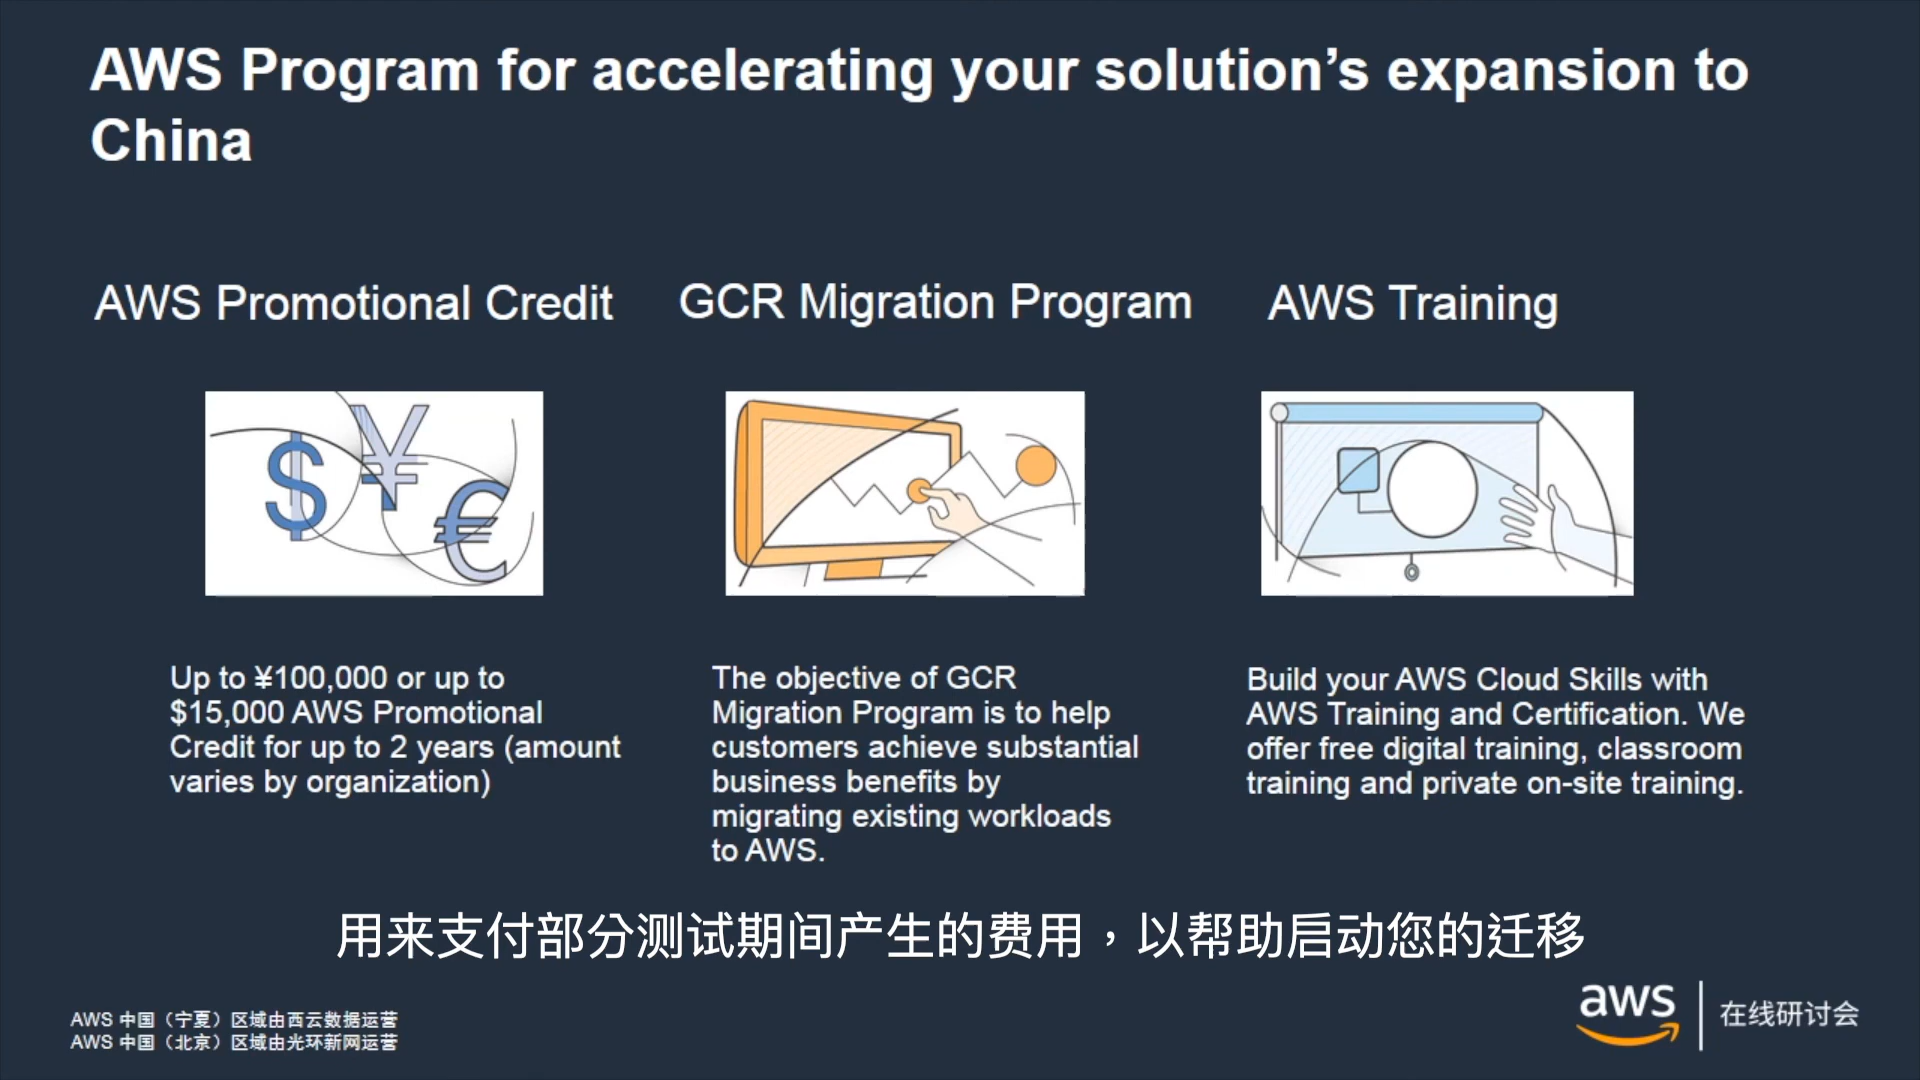 AWS Program for accelerating your solution’s expansion to
China
AWS Promotional Credit
GCR Migration Program
AWS Training
$ ¥ €
Up to ¥100,000 or up to
$15,000 AWS Promotional
Credit for up to 2 years (amount
varies by organization)
The objective of GCR
Migration Program is to help
customers achieve substantial
business benefits by
migrating existing workloads
to AWS.
Build your AWS Cloud Skills with
AWS Training and Certification. We
offer free digital training, classroom
training and private on-site training.
用来支付部分测试期间产生的费用，以帮助启动您的迁移
AWS 中国（宁夏）区域由西云数据运营
AWS 中国（北京）区域由光环新网运营
aws 在线研讨会